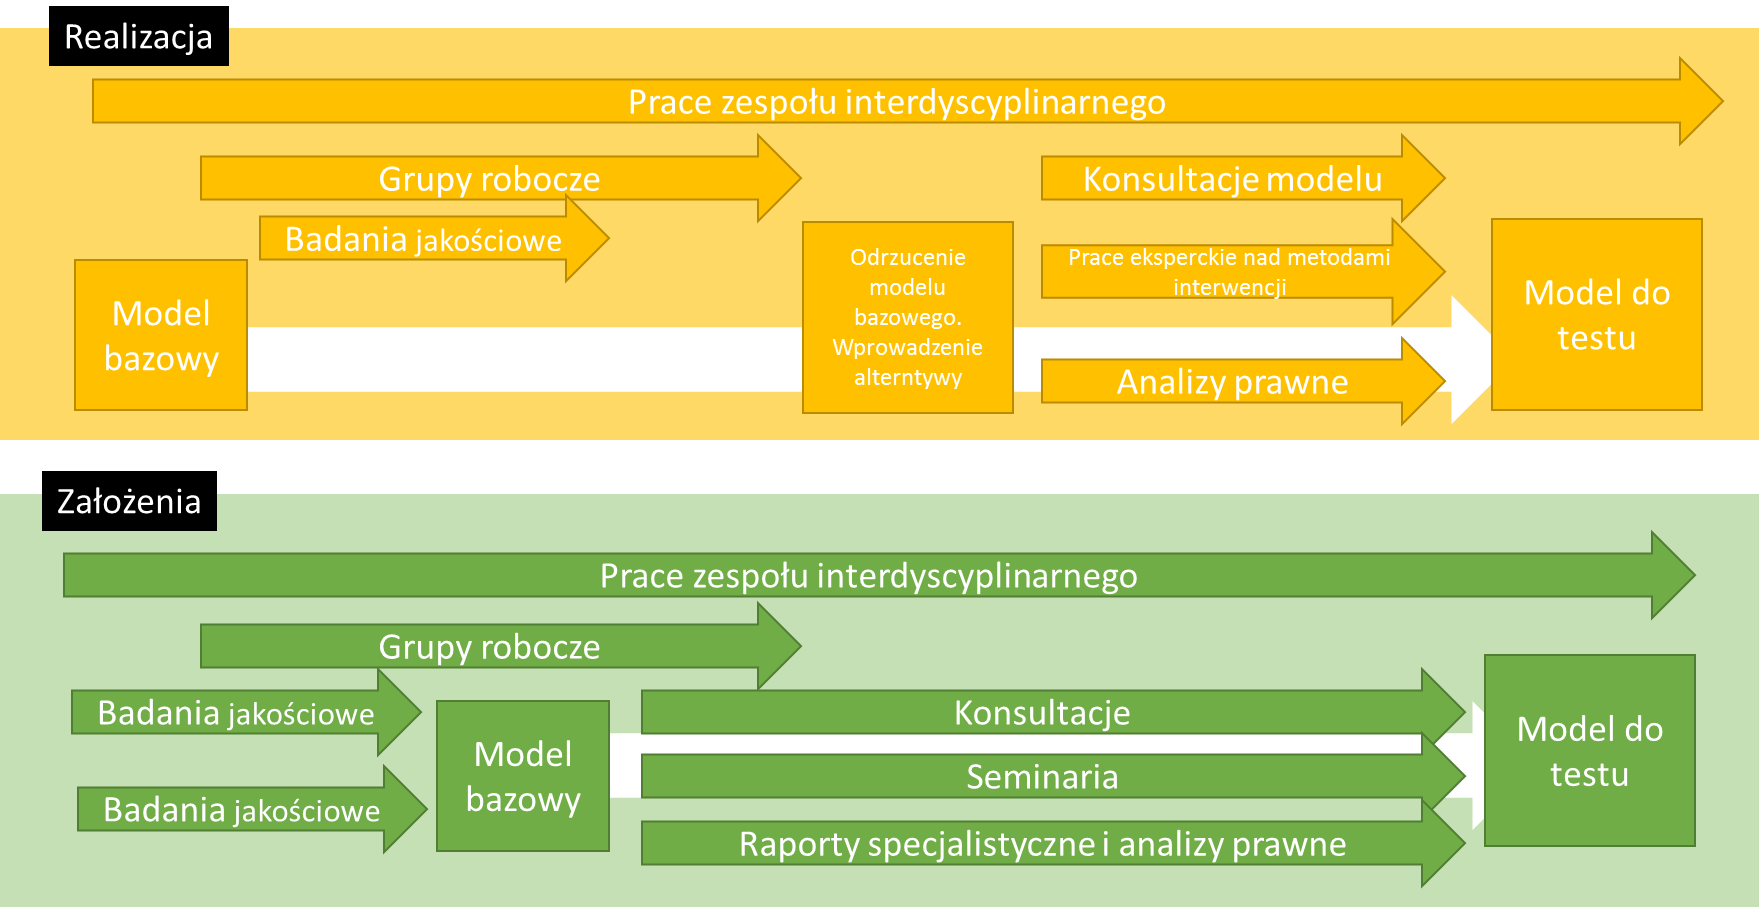 Realizacja
Prace zespołu interdyscyplinarnego
Grupy robocze
Konsultacje modelu
Badania jakościowe
Prace eksperckie nad metodami
interwencji
Odrzucenie
modelu
bazowego.
Wprowadzenie
alterntywy
Model
bazowy
Model do
testu
Analizy prawne
Założenia
Prace zespołu interdyscyplinarnego
Grupy robocze
Badania jakościowe
Konsultacje
Model
bazowy
Model do
testu
Seminaria
Badania jakościowe
Raporty specjalistyczne i analizy prawne